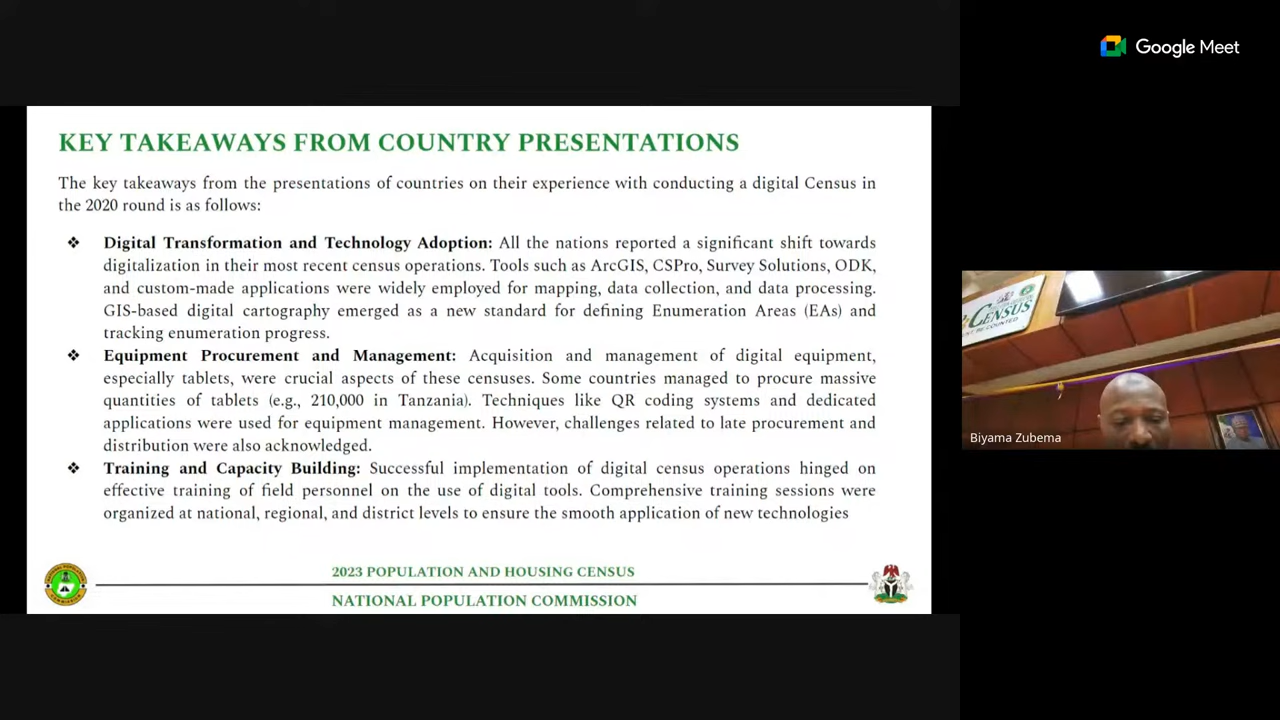 Google Meet
KEY TAKEAWAYS FROM COUNTRY PRESENTATIONS
The key takeaways from the presentations of countries on their experience with conducting a digital Census in
the 2020 round is as follows:
❖ Digital Transformation and Technology Adoption: All the nations reported a significant shift towards
digitalization in their most recent census operations. Tools such as ArcGIS, CSPro, Survey Solutions, ODK,
and custom-made applications were widely employed for mapping, data collection, and data processing.
GIS-based digital cartography emerged as a new standard for defining Enumeration Areas (EAs) and
tracking enumeration progress.
❖ Equipment Procurement and Management: Acquisition and management of digital equipment,
especially tablets, were crucial aspects of these censuses. Some countries managed to procure massive
quantities of tablets (e.g., 210,000 in Tanzania). Techniques like QR coding systems and dedicated
applications were used for equipment management. However, challenges related to late procurement and
distribution were also acknowledged.
❖ Training and Capacity Building: Successful implementation of digital census operations hinged on
effective training of field personnel on the use of digital tools. Comprehensive training sessions were
organized at national, regional, and district levels to ensure the smooth application of new technologies
2023 POPULATION AND HOUSING CENSUS
NATIONAL POPULATION COMMISSION
CENSUS
BE COUNTED
Biyama Zubema